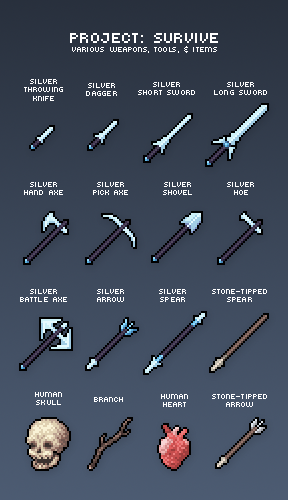 PROJECT: SURVIVE
VARIOUS WEAPONS, TOOLS, & ITEMS
SILVER
THROWING
KNIFE
SILVER
DAGGER
SILVER
SHORT SWORD
SILVER
LONG SWORD
SILVER
HAND AXE
SILVER
PICK AXE
SILVER
SHOVEL
SILVER
HOE
SILVER
BATTLE AXE
SILVER
ARROW
SILVER
SPEAR
STONE-TIPPED
SPEAR
HUMAN
SKULL
BRANCH
HUMAN
HEART
STONE-TIPPED
ARROW